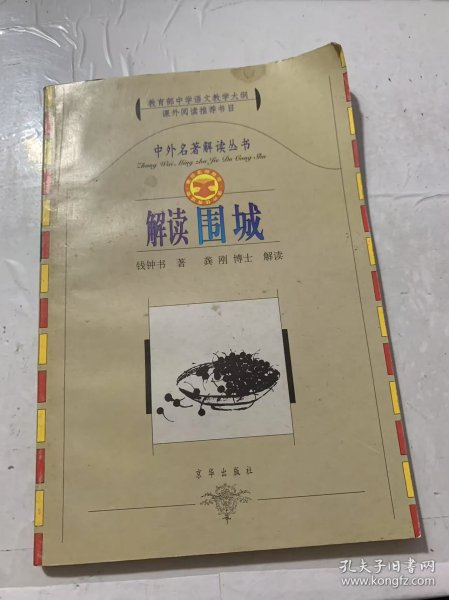 教育部中学语文教学大纲
课外阅读推荐书目
中外名著解读丛书
Zhong Wai Ming zhu Jie Du Cong Shu
解读围城
钱钟书 著 龚刚博士 解读
京华出版社
孔夫子旧书网
www.kongfz.com